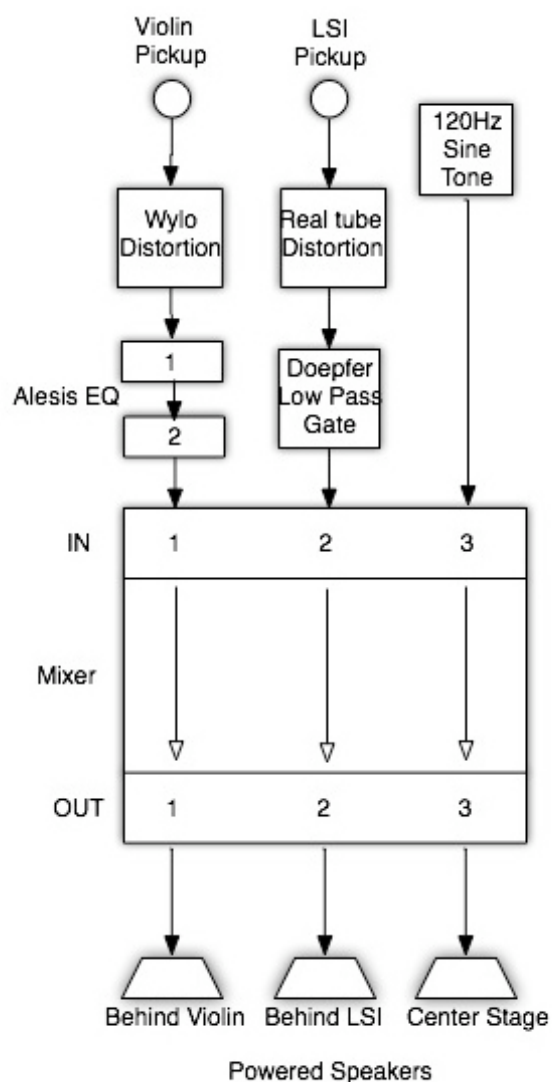 Violin
Pickup
LSI
Pickup
120Hz
Sine
Tone
Wylo
Distortion
Real tube
Distortion
Alesis EQ
1
2
Doepfer
Low Pass
Gate
IN
1
2
3
Mixer
OUT
1
2
3
Behind Violin
Behind LSI
Center Stage
Powered Speakers